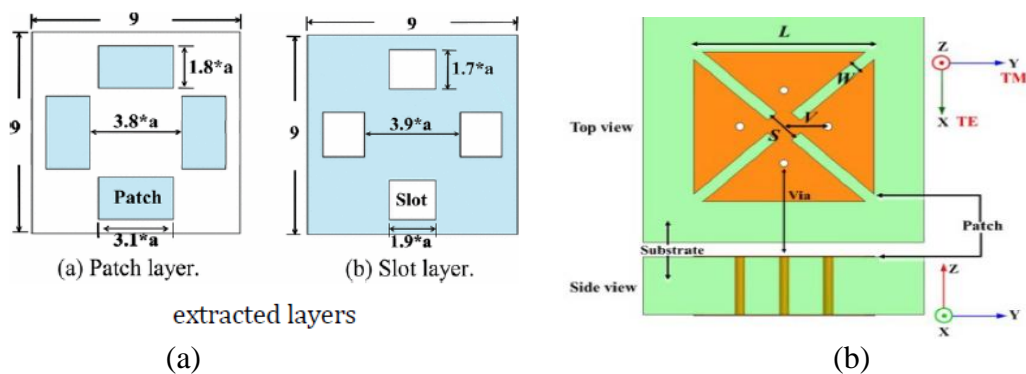 9
1.8*a
3.8*a
9
Patch
3.1*a
(a) Patch layer.
9
1.7*a
3.9*a
9
Slot
1.9*a
(b) Slot layer.
extracted layers
(a)
L
W
V
S
Top view
Via
Patch
Substrate
Side view
Z
Y
TM
X TE
Z
Y
X
(b)